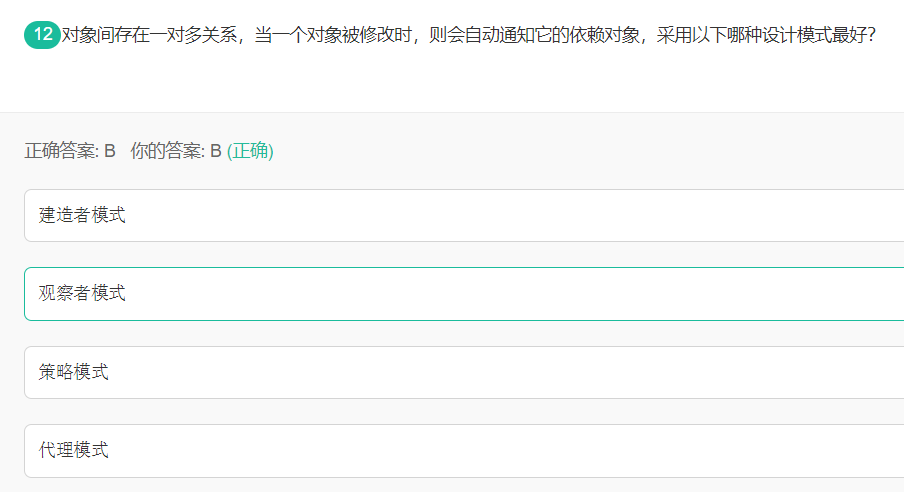 12 对象间存在一对多关系，当一个对象被修改时，则会自动通知它的依赖对象，采用以下哪种设计模式最好？
正确答案: B 你的答案: B (正确)
建造者模式
观察者模式
策略模式
代理模式